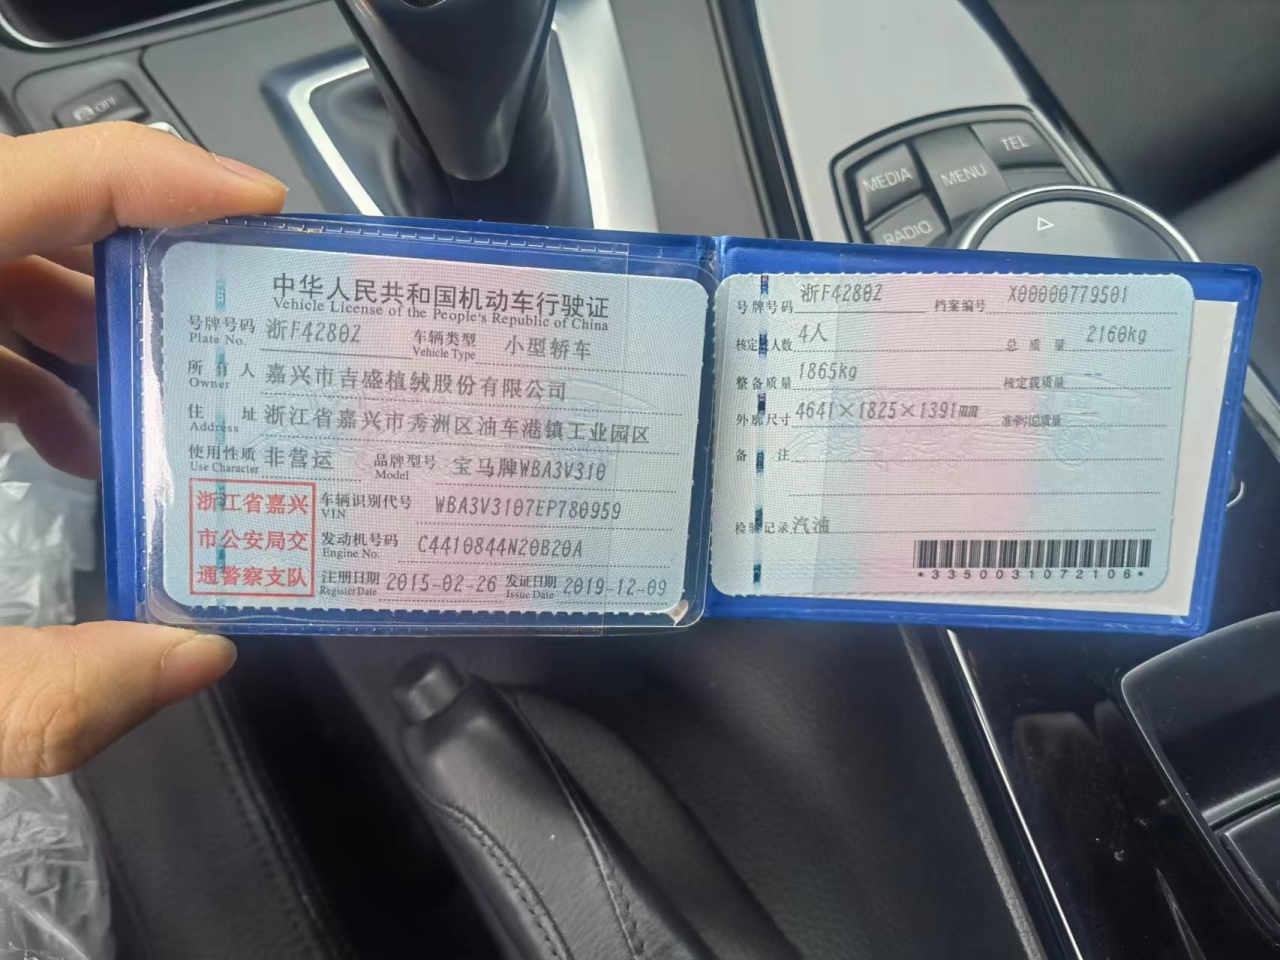 OFF
MEDIA
MENU
TEL
RADIO
中华人民共和国机动车行驶证
Vehicle License of the People's Republic of China
号牌号码 浙F4280Z 车辆类型 小型轿车
Plate No. Vehicle Type
所有人 嘉兴市吉盛植绒股份有限公司
Owner
住址 浙江省嘉兴市秀洲区油车港镇工业园区
Address
使用性质 非营运 品牌型号 宝马牌WBA3V310
Use Character Model
浙江省嘉兴
市公安局交
通警察支队
车辆识别代号 WBA3V3107EP780959
VIN
发动机号码 C4410844N20B20A
Engine No.
注册日期 2015-02-26 发证日期 2019-12-09
Register Date Issue Date
号牌号码 浙F4280Z 档案编号 X00000779501
核定载人数 4人 总质量 2160kg
整备质量 1865kg 核定载质量 --
外廓尺寸 4641×1825×1391mm 准牵引总质量 --
备注
检验记录 汽油
*3350031072106*